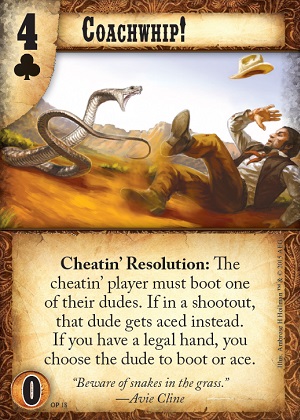 4
COACHWHIP!
Cheatin' Resolution: The
cheatin' player must boot one
of their dudes. If in a shootout,
that dude gets aced instead.
If you have a legal hand, you
choose the dude to boot or ace.
"Beware of snakes in the grass."
—Avie Cline
0
OP 13